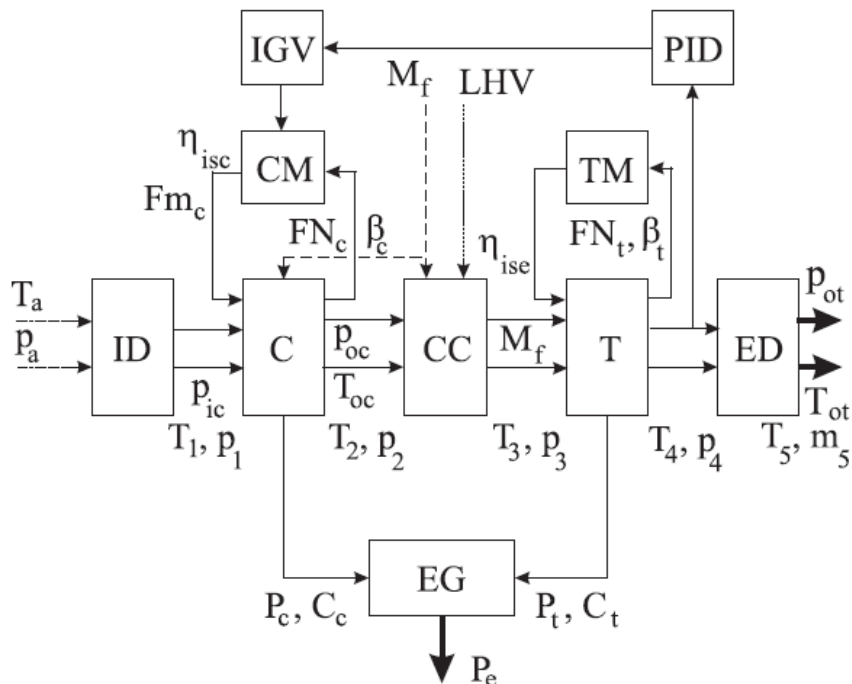 IGV
PID
M_f
LHV
η_isc
CM
TM
Fm_c
FN_c
β_c
η_ise
FN_t, β_t
T_a
p_a
ID
C
p_oc
T_oc
CC
M_f
T
ED
p_ot
T_ot
p_ic
T_1, p_1
T_2, p_2
T_3, p_3
T_4, p_4
T_5, m_5
EG
P_c, C_c
P_t, C_t
P_e